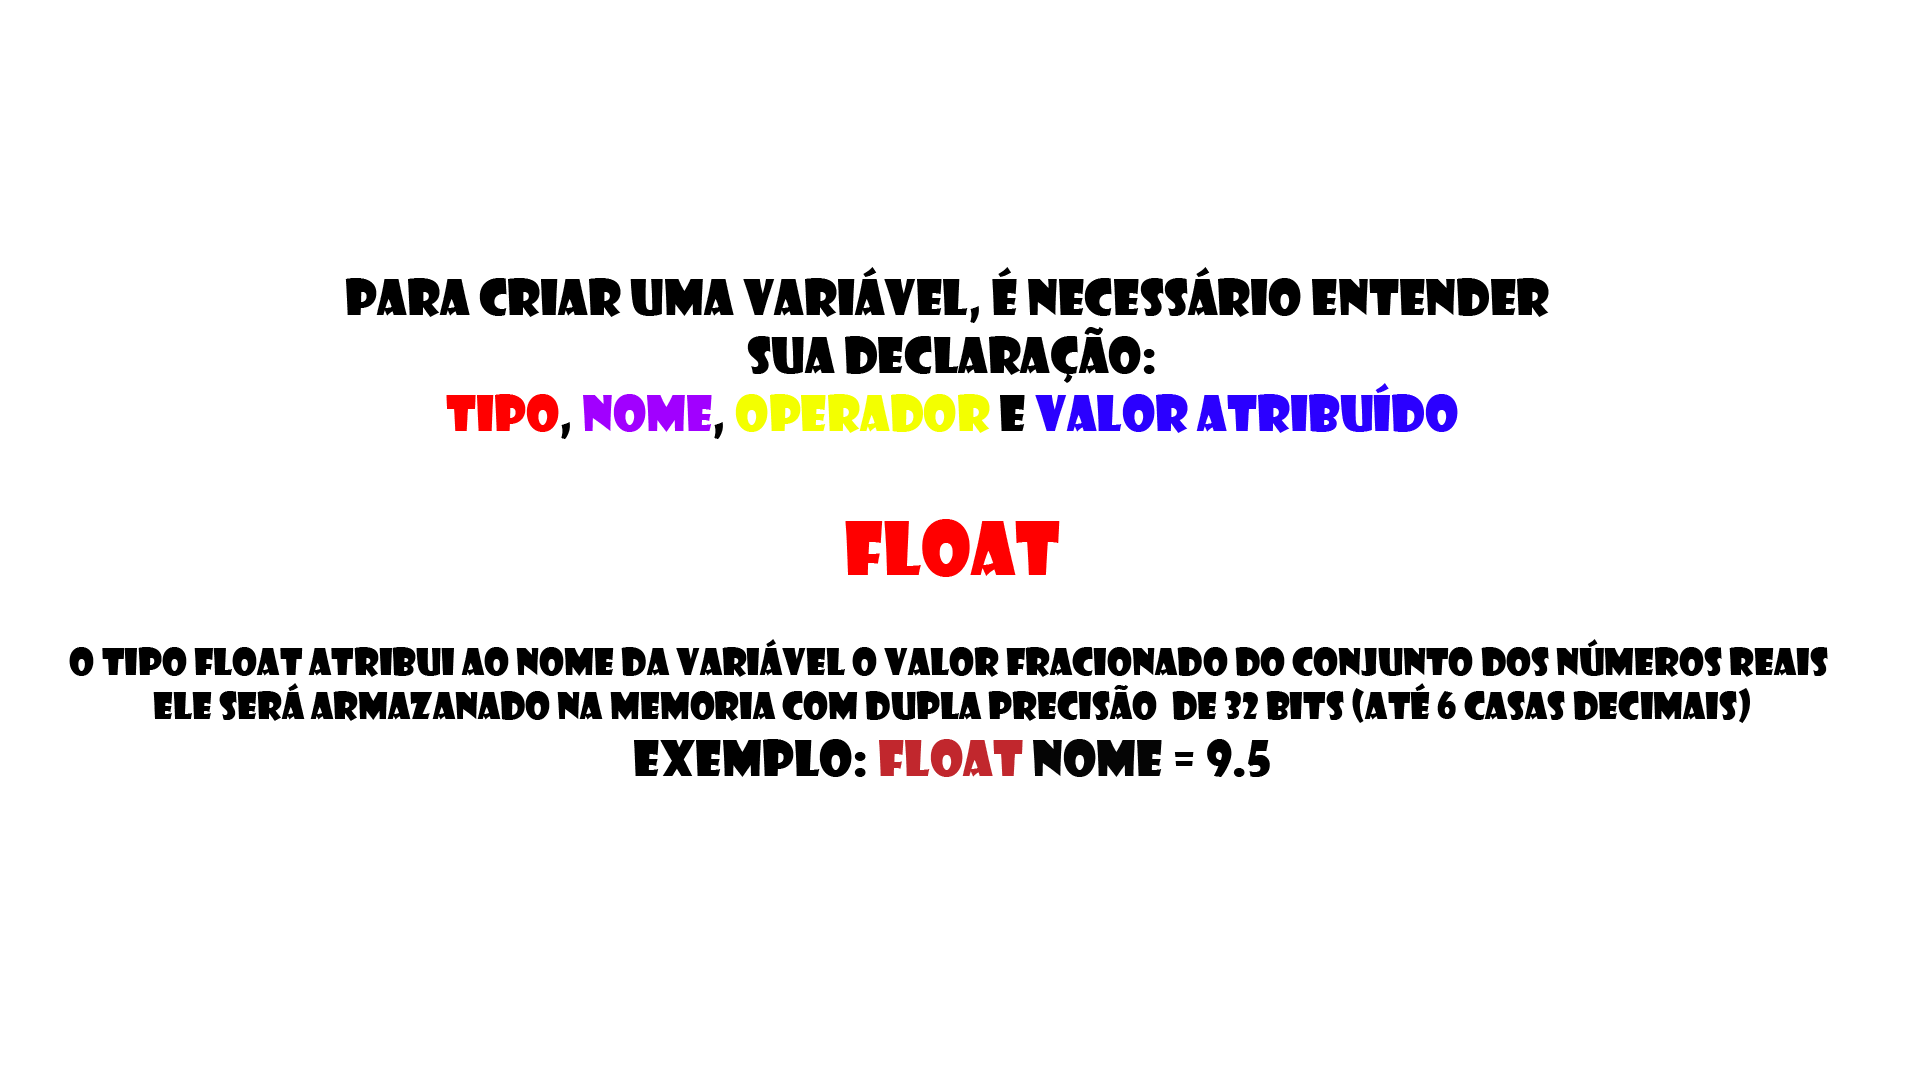 PARA CRIAR UMA VARIÁVEL, É NECESSÁRIO ENTENDER
SUA DECLARAÇÃO:
TIPO, NOME, OPERADOR E VALOR ATRIBUÍDO
FLOAT
O TIPO FLOAT ATRIBUI AO NOME DA VARIÁVEL O VALOR FRACIONADO DO CONJUNTO DOS NÚMEROS REAIS
ELE SERÁ ARMAZANADO NA MEMORIA COM DUPLA PRECISÃO DE 32 BITS (ATÉ 6 CASAS DECIMAIS)
EXEMPLO: FLOAT NOME = 9.5